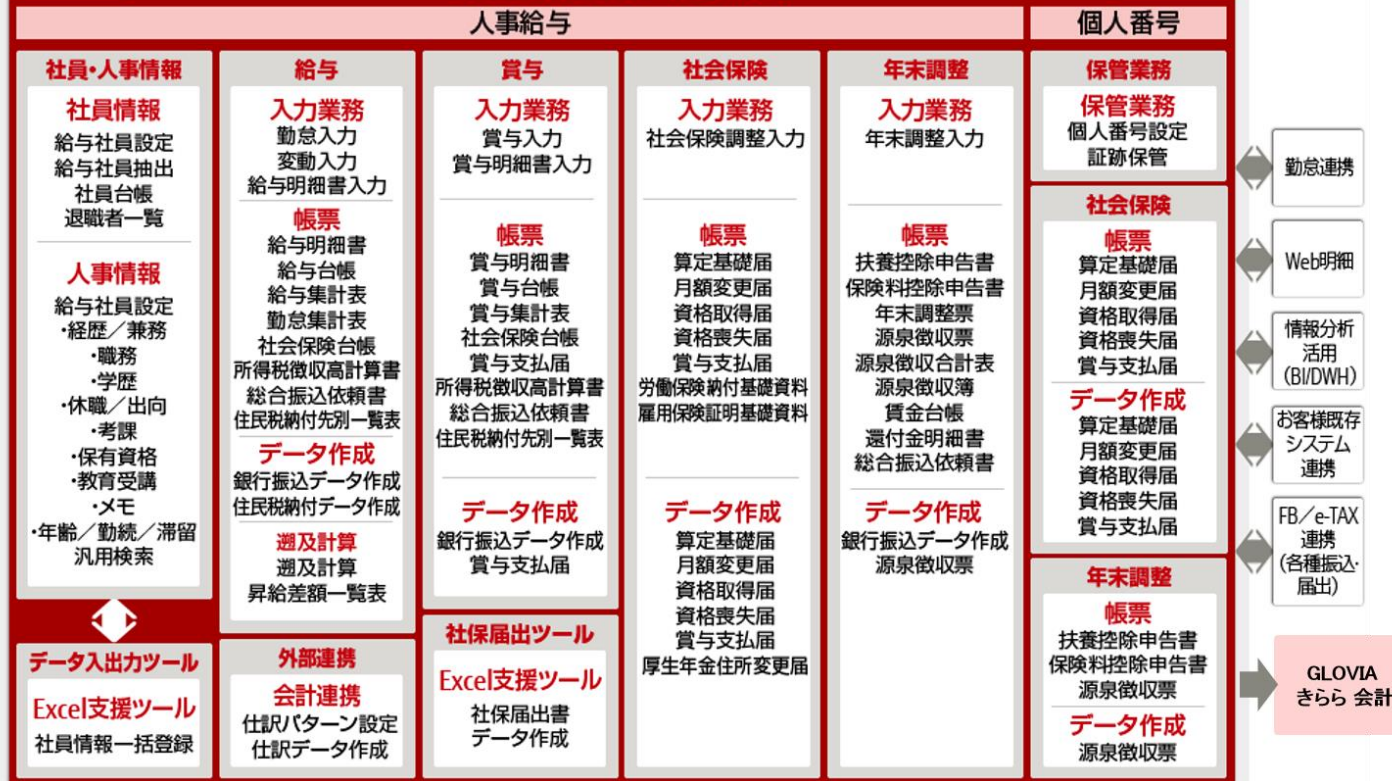 人事給与
個人番号
社員・人事情報
社員情報
給与社員設定
給与社員抽出
社員台帳
退職者一覧
人事情報
給与社員設定
・経歴／兼務
・職務
・学歴
・休職／出向
・考課
・保有資格
・教育受講
・メモ
・年齢／勤続／滞留
汎用検索
データ入出力ツール
Excel支援ツール
社員情報一括登録
給与
入力業務
勤怠入力
変動入力
給与明細書入力
帳票
給与明細書
給与台帳
給与集計表
勤怠集計表
社会保険台帳
所得税徴収高計算書
総合振込依頼書
住民税納付先別一覧表
データ作成
銀行振込データ作成
住民税納付データ作成
遡及計算
遡及計算
昇給差額一覧表
外部連携
会計連携
仕訳パターン設定
仕訳データ作成
賞与
入力業務
賞与入力
賞与明細書入力
帳票
賞与明細書
賞与台帳
賞与集計表
社会保険台帳
賞与支払届
所得税徴収高計算書
総合振込依頼書
住民税納付先別一覧表
データ作成
銀行振込データ作成
賞与支払届
社保届出ツール
Excel支援ツール
社保届出書
データ作成
社会保険
入力業務
社会保険調整入力
帳票
算定基礎届
月額変更届
資格取得届
資格喪失届
賞与支払届
労働保険納付基礎資料
雇用保険証明基礎資料
データ作成
算定基礎届
月額変更届
資格取得届
資格喪失届
賞与支払届
厚生年金住所変更届
年末調整
入力業務
年末調整入力
帳票
扶養控除申告書
保険料控除申告書
年末調整票
源泉徴収票
源泉徴収合計表
源泉徴収簿
賃金台帳
還付金明細書
総合振込依頼書
データ作成
銀行振込データ作成
源泉徴収票
保管業務
保管業務
個人番号設定
証跡保管
社会保険
帳票
算定基礎届
月額変更届
資格取得届
資格喪失届
賞与支払届
データ作成
算定基礎届
月額変更届
資格取得届
資格喪失届
賞与支払届
年末調整
帳票
扶養控除申告書
保険料控除申告書
源泉徴収票
データ作成
源泉徴収票
勤怠連携
Web明細
情報分析
活用
(BI/DWH)
お客様既存
システム
連携
FB／e-TAX
連携
(各種振込・
届出)
GLOVIA
きらら 会計